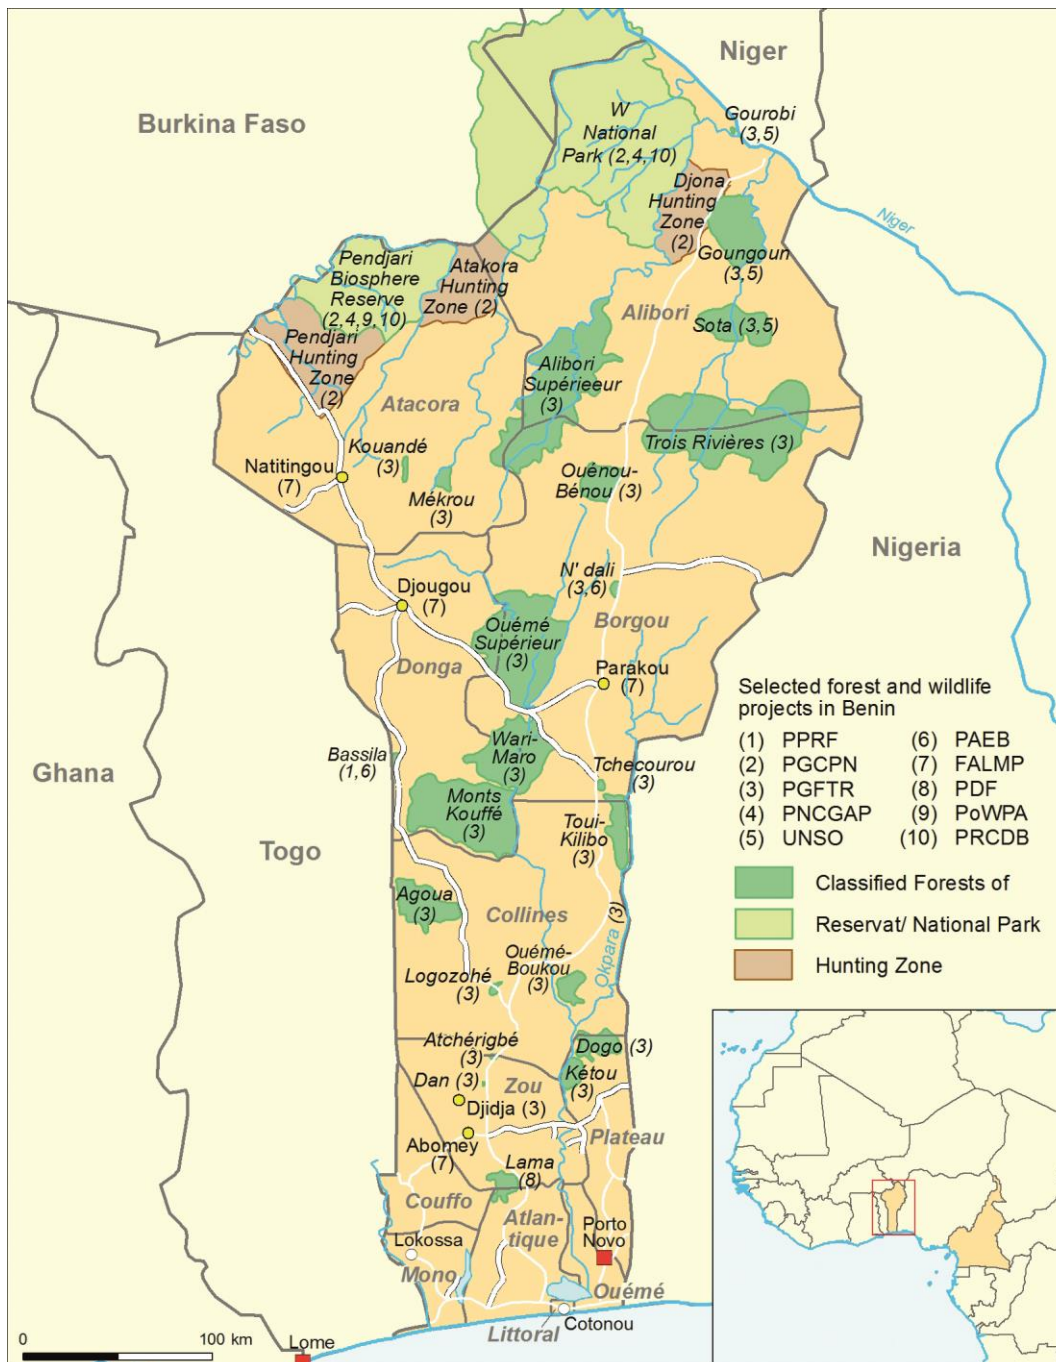 Niger
Burkina Faso
W
National
Park (2,4,10)
Gourobi
(3,5)
Djona
Hunting
Zone
(2)
Niger
Goungoun
(3,5)
Pendjari
Biosphere
Reserve
(2,4,9,10)
Atakora
Hunting
Zone (2)
Pendjari
Hunting
Zone
(2)
Alibori
Sota (3,5)
Alibori
Supérieeur
(3)
Atacora
Trois Rivières (3)
Kouandé
(3)
Natitingou
(7)
Mékrou
(3)
Ouénou-
Bénou (3)
Nigeria
N' dali
(3,6)
Djougou
(7)
Ouémé
Supérieur
(3)
Borgou
Donga
Parakou
(7)
Selected forest and wildlife
projects in Benin
(1) PPRF
(2) PGCPN
(3) PGFTR
(4) PNCGAP
(5) UNSO
(6) PAEB
(7) FALMP
(8) PDF
(9) PoWPA
(10) PRCDB
Classified Forests of
Reservat/ National Park
Hunting Zone
Bassila
(1,6)
Wari-
Maro
(3)
Tchecourou
(3)
Ghana
Monts
Kouffé
(3)
Toui-
Kilibo
(3)
Togo
Agoua
(3)
Collines
Okpara (3)
Ouémé-
Boukou
(3)
Logozohé
(3)
Atchérigbé
(3)
Dogo (3)
Dan (3)
Zou
Kétou
(3)
Djidja (3)
Abomey
(7)
Plateau
Lama
(8)
Couffo
Atlan-
tique
Porto
Novo
Lokossa
Mono
Ouémé
Littoral
Cotonou
0 100 km
Lome